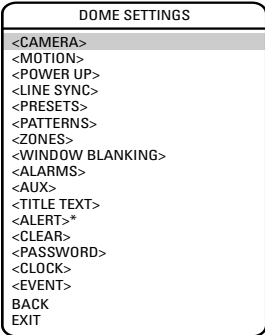 DOME SETTINGS
<CAMERA>
<MOTION>
<POWER UP>
<LINE SYNC>
<PRESETS>
<PATTERNS>
<ZONES>
<WINDOW BLANKING>
<ALARMS>
<AUX>
<TITLE TEXT>
<ALERT>*
<CLEAR>
<PASSWORD>
<CLOCK>
<EVENT>
BACK
EXIT